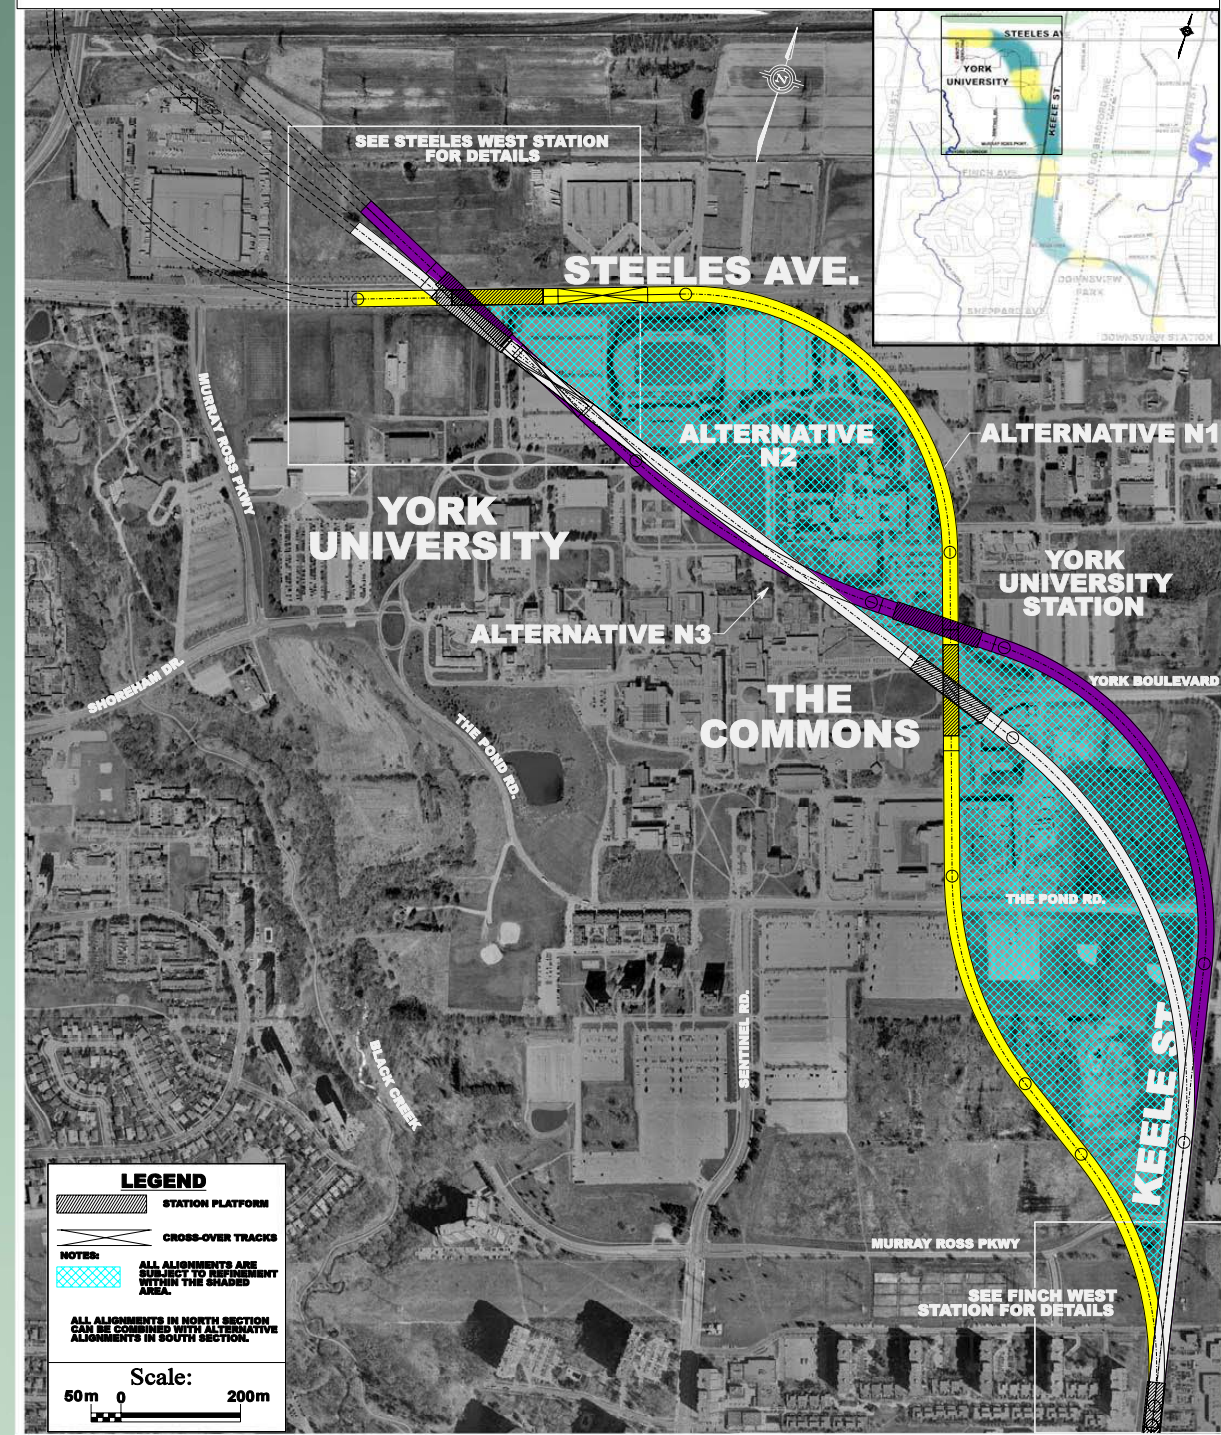 STEELES AVE.
YORK
UNIVERSITY
KEELE ST.
MURRAY ROSS PKWY.
FINCH AVE.
SHEPPARD AVE.
DOWNSVIEW
PARK
N
SEE STEELES WEST STATION
FOR DETAILS
STEELES AVE.
MURRAY ROSS PKWY
ALTERNATIVE
N2
ALTERNATIVE N1
YORK
UNIVERSITY
YORK
UNIVERSITY
STATION
ALTERNATIVE N3
SHOREHAM DR.
YORK BOULEVARD
THE
COMMONS
THE POND RD.
THE POND RD.
SENTINEL RD.
BLACK CREEK
KEELE ST.
MURRAY ROSS PKWY
SEE FINCH WEST
STATION FOR DETAILS
LEGEND
STATION PLATFORM
CROSS-OVER TRACKS
NOTES:
ALL ALIGNMENTS ARE
SUBJECT TO REFINEMENT
WITHIN THE SHADED
AREA.
ALL ALIGNMENTS IN NORTH SECTION
CAN BE COMBINED WITH ALTERNATIVE
ALIGNMENTS IN SOUTH SECTION.
Scale:
50m 0 200m